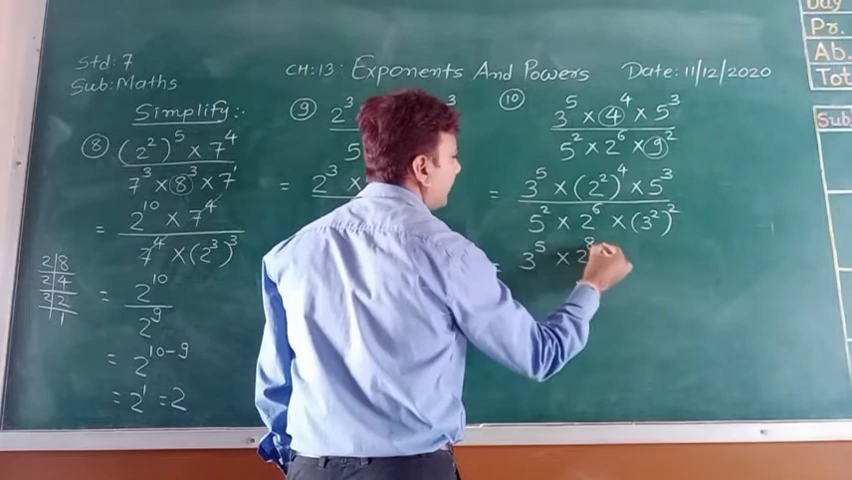 Std: 7
Sub: Maths
CH: 13 : Exponents And Powers
Date: 11/12/2020
Day
Pr.
Ab.
Tot
Sub
Simplify:-
⑧ (2²)⁵ × 7⁴
7³ × 8³ × 7
= 2¹⁰ × 7⁴
7⁴ × (2³)³
2 | 8
2 | 4
2 | 2
1
= 2¹⁰
2⁹
= 2¹⁰⁻⁹
= 2¹ = 2
⑨ 2³
3
5
= 2³ ×
⑩ 3⁵ × 4⁴ × 5³
5² × 2⁶ × 9²
= 3⁵ × (2²)⁴ × 5³
5² × 2⁶ × (3²)²
= 3⁵ × 2⁸